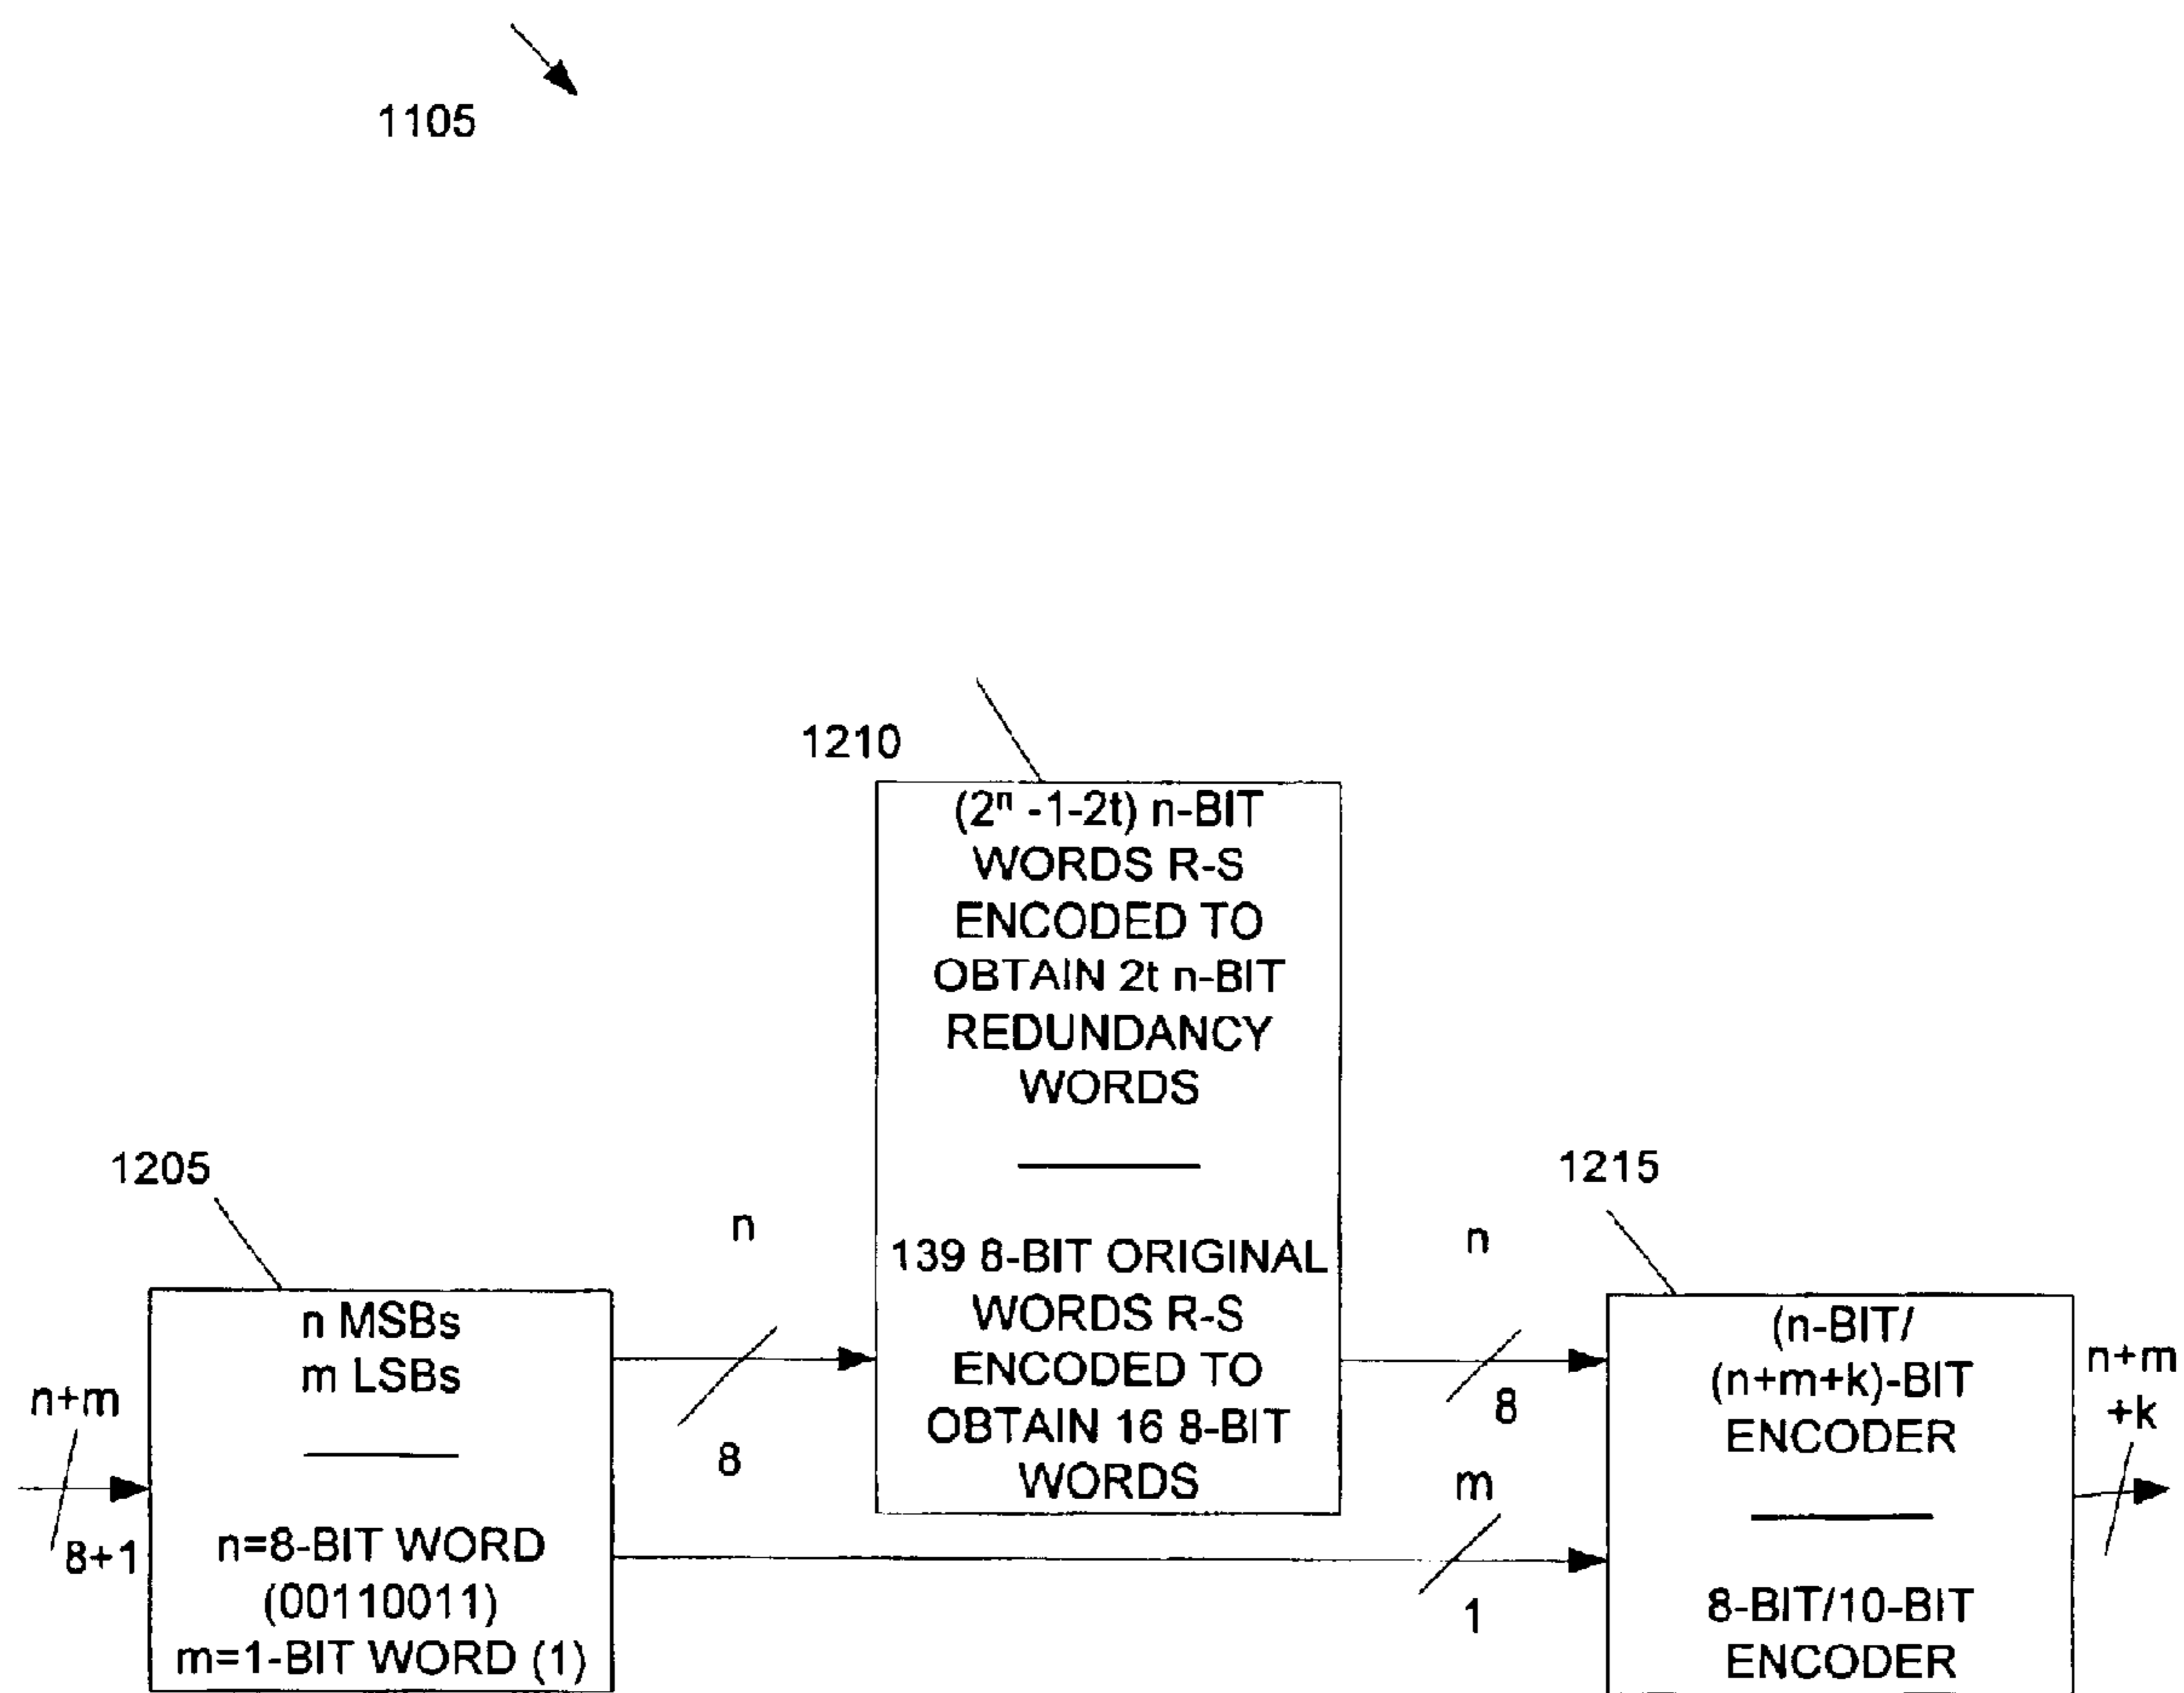 1105
1210
(2ⁿ -1-2t) n-BIT
WORDS R-S
ENCODED TO
OBTAIN 2t n-BIT
REDUNDANCY
WORDS
139 8-BIT ORIGINAL
WORDS R-S
ENCODED TO
OBTAIN 16 8-BIT
WORDS
1205
n MSBs
m LSBs
n=8-BIT WORD
(00110011)
m=1-BIT WORD (1)
n+m
8+1
n
8
n
8
m
1
1215
(n-BIT/
(n+m+k)-BIT
ENCODER
8-BIT/10-BIT
ENCODER
n+m
+k